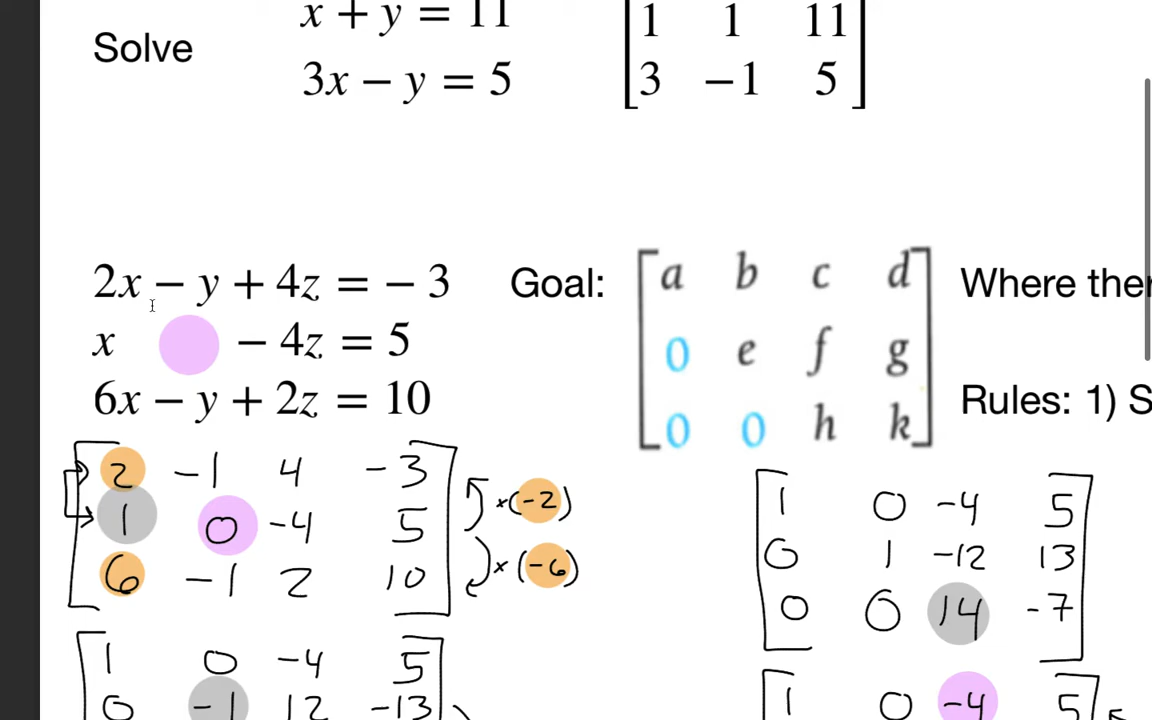 x + y = 11
Solve
3x − y = 5
1 1 11
3 −1 5
2x − y + 4z = − 3
x − 4z = 5
6x − y + 2z = 10
Goal:
a b c d
0 e f g
0 0 h k
Where ther
Rules: 1) S
2 -1 4 -3
1 0 -4 5
6 -1 2 10
×(-2)
×(-6)
1 0 -4 5
0 -1 12 -13
1 0 -4 5
0 1 -12 13
0 0 14 -7
1 0 -4 5